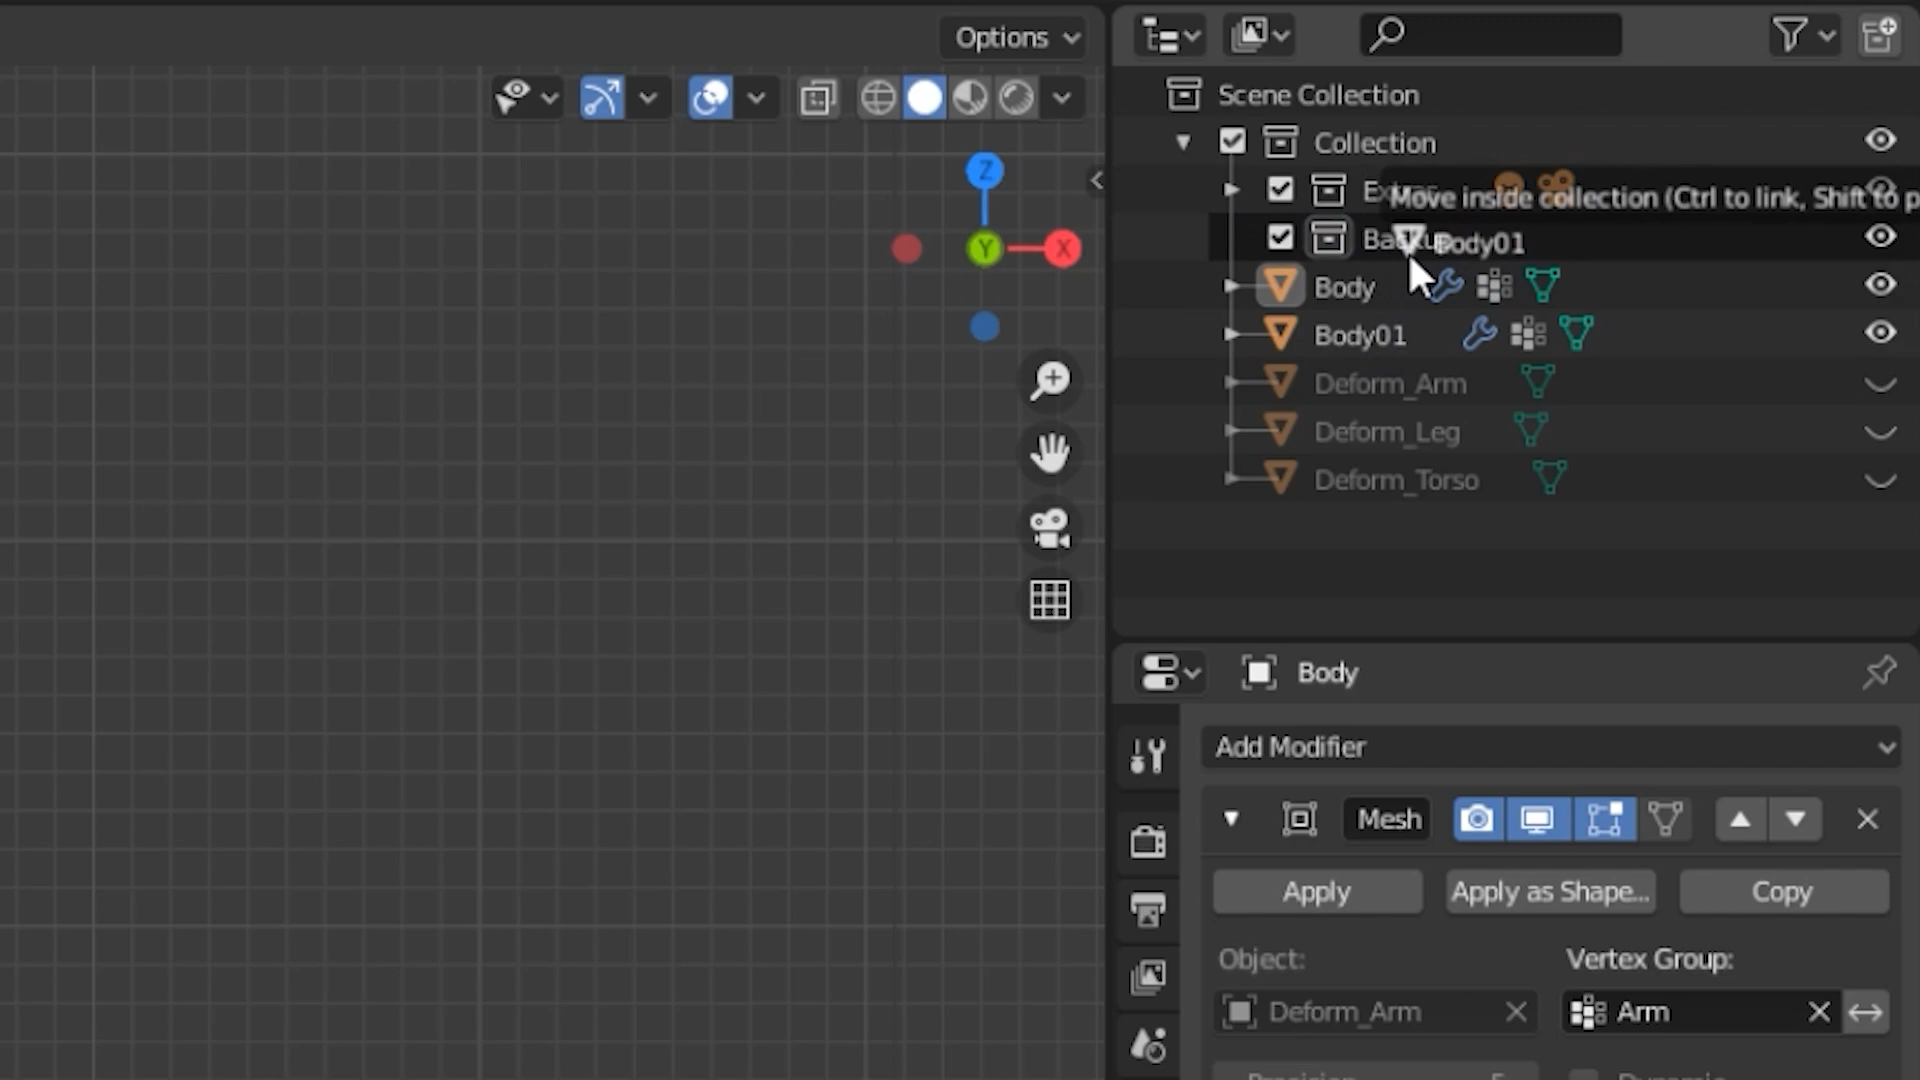 Options
Scene Collection
Collection
Move inside collection (Ctrl to link, Shift to p
Body01
Body
Body01
Deform_Arm
Deform_Leg
Deform_Torso
Z
Y
X
Body
Add Modifier
Mesh
Apply
Apply as Shape...
Copy
Object:
Vertex Group:
Deform_Arm
Arm